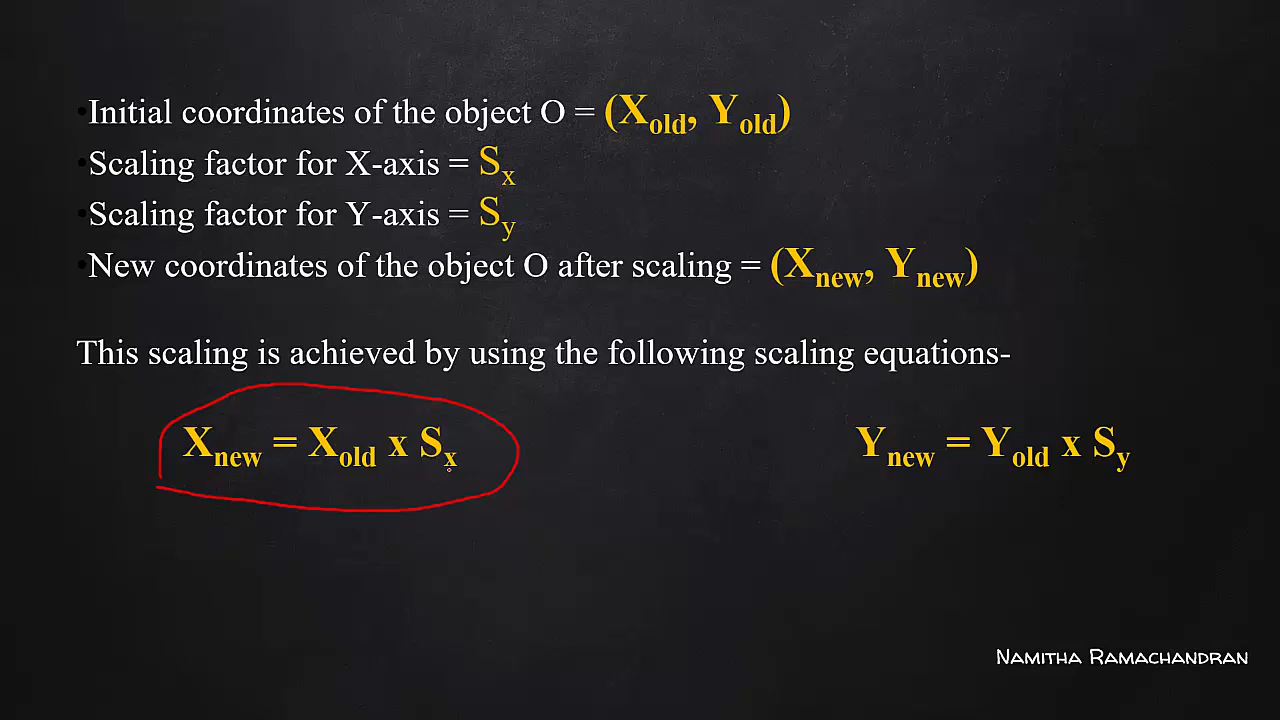 •Initial coordinates of the object O = (Xold, Yold)
•Scaling factor for X-axis = Sx
•Scaling factor for Y-axis = Sy
•New coordinates of the object O after scaling = (Xnew, Ynew)
This scaling is achieved by using the following scaling equations-
Xnew = Xold x Sx Ynew = Yold x Sy
Namitha Ramachandran